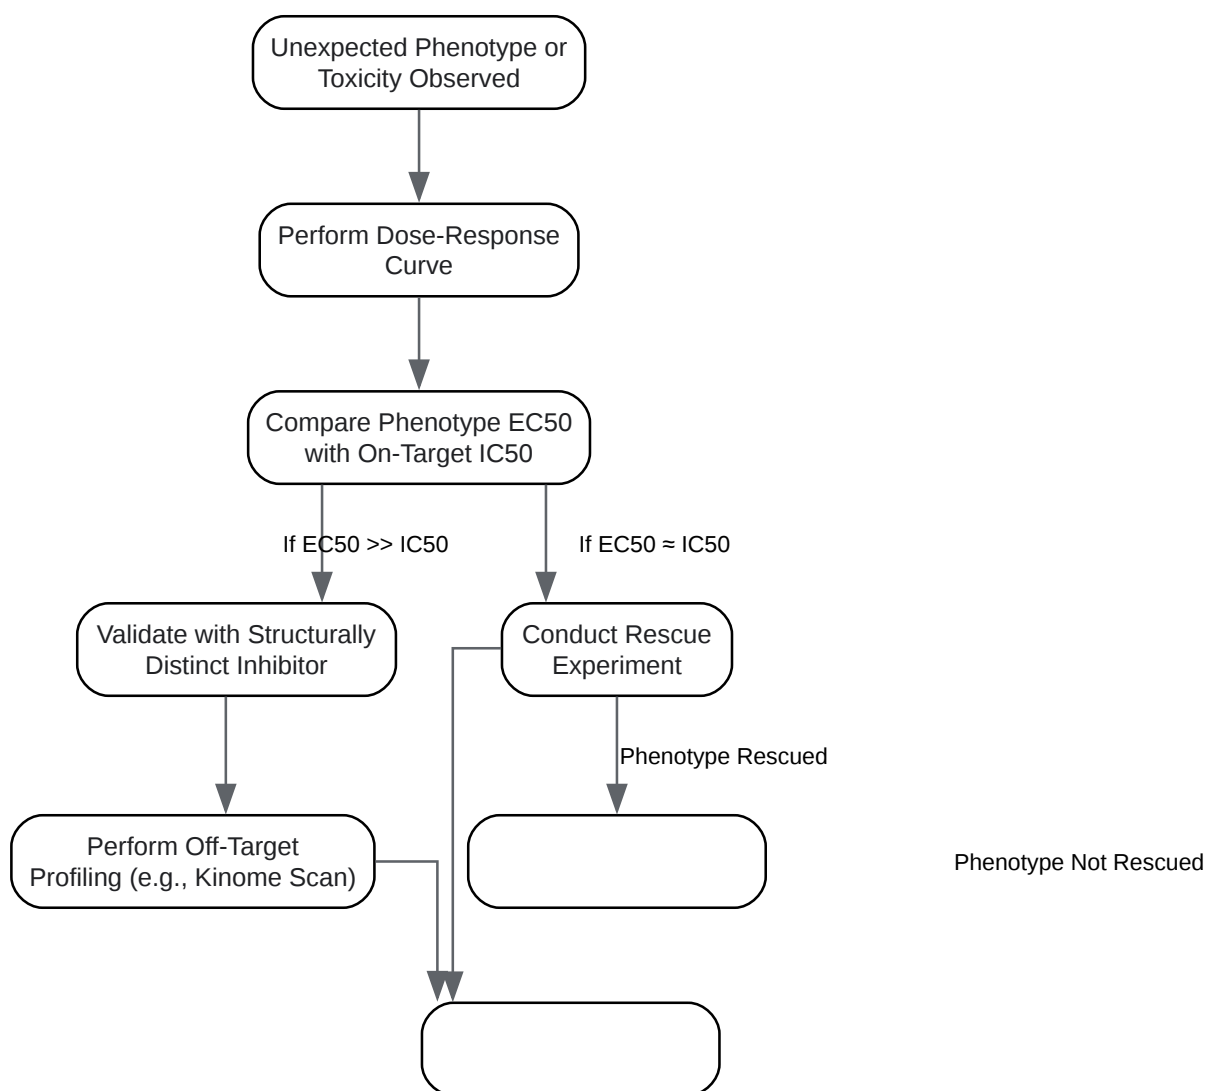 Unexpected Phenotype or
Toxicity Observed
Perform Dose-Response
Curve
Compare Phenotype EC50
with On-Target IC50
If EC50 >> IC50
If EC50 ≈ IC50
Validate with Structurally
Distinct Inhibitor
Conduct Rescue
Experiment
Phenotype Rescued
Perform Off-Target
Profiling (e.g., Kinome Scan)
Phenotype Not Rescued